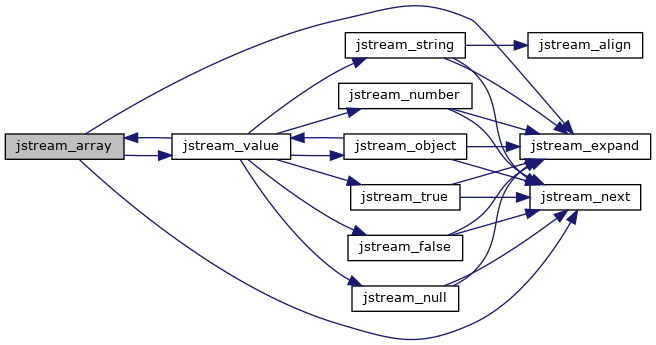 jstream_string
jstream_align
jstream_number
jstream_array
jstream_value
jstream_object
jstream_expand
jstream_true
jstream_next
jstream_false
jstream_null